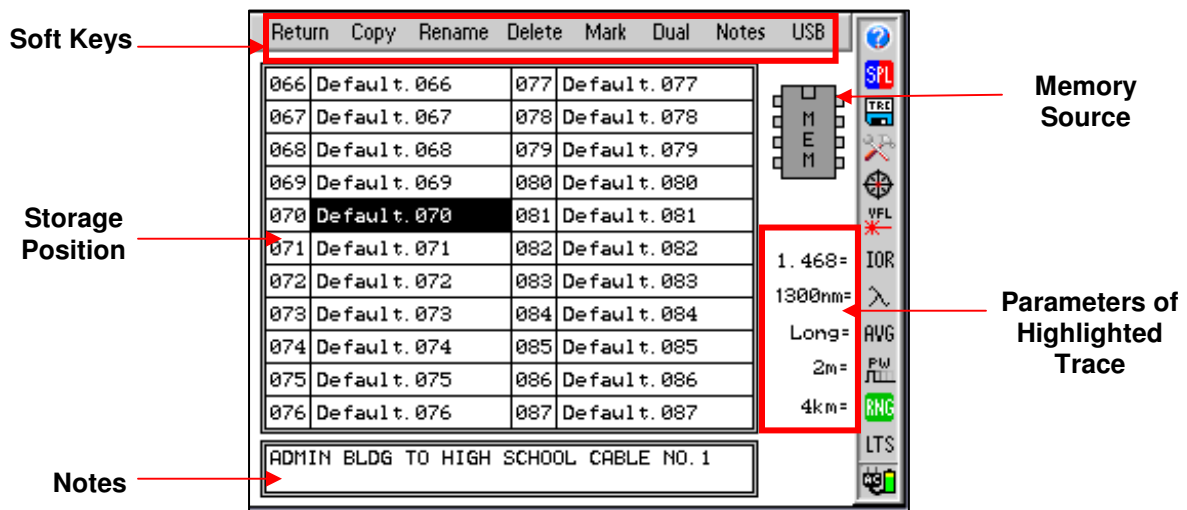 Soft Keys
Return Copy Rename Delete Mark Dual Notes USB
066 Default.066 077 Default.077
067 Default.067 078 Default.078
068 Default.068 079 Default.079
069 Default.069 080 Default.080
070 Default.070 081 Default.081
071 Default.071 082 Default.082
072 Default.072 083 Default.083
073 Default.073 084 Default.084
074 Default.074 085 Default.085
075 Default.075 086 Default.086
076 Default.076 087 Default.087
Storage
Position
MEM
Memory
Source
?
SPL
TRC
VFL
1.468= IOR
1300nm= λ
Long= AVG
2m= PW
4km= RNG
LTS
Parameters of
Highlighted
Trace
Notes
ADMIN BLDG TO HIGH SCHOOL CABLE NO.1